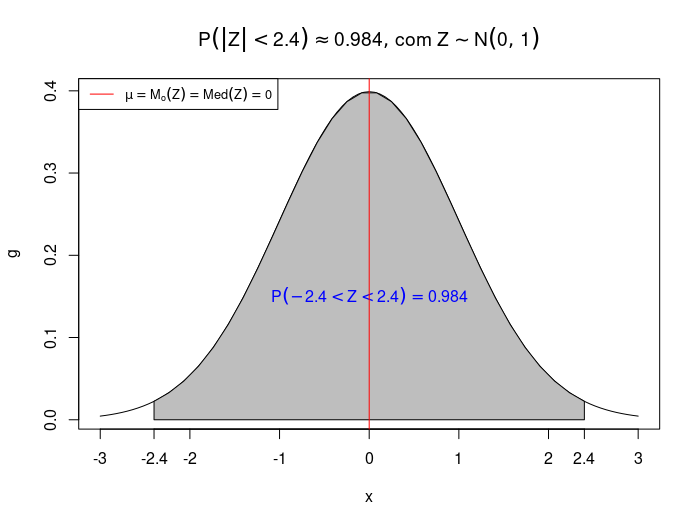 P(|Z| < 2.4) ≈ 0.984, com Z ~ N(0, 1)
μ = Mₒ(Z) = Med(Z) = 0
0.4
0.3
0.2
0.1
0.0
g
P(−2.4 < Z < 2.4) = 0.984
-3 -2.4 -2 -1 0 1 2 2.4 3
x